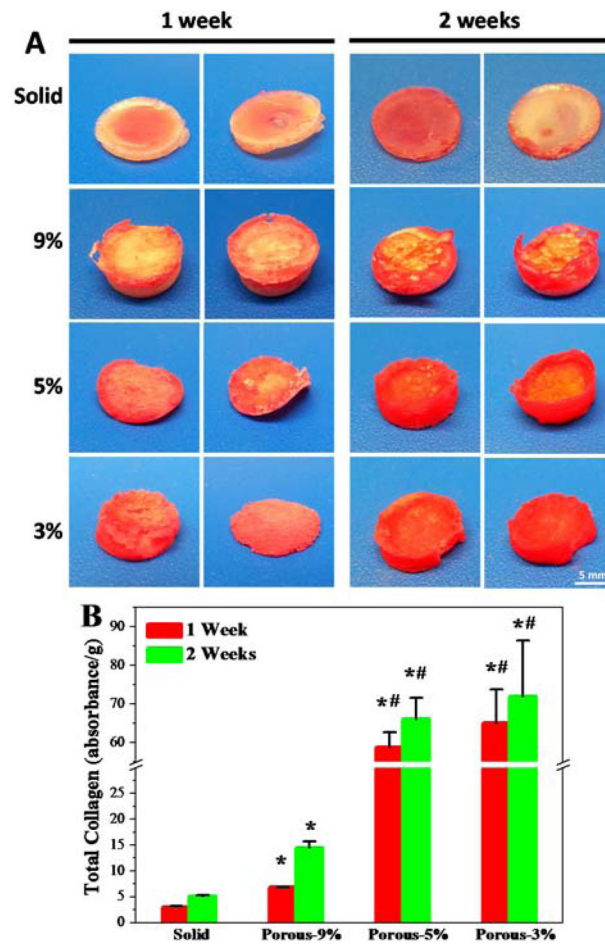 1 week 2 weeks
A
Solid
9%
5%
3%
5 mm
B
1 Week
2 Weeks
Total Collagen (absorbance/g)
90
80
70
60
25
20
15
10
5
0
* *
*# *#
*# *#
Solid Porous-9% Porous-5% Porous-3%